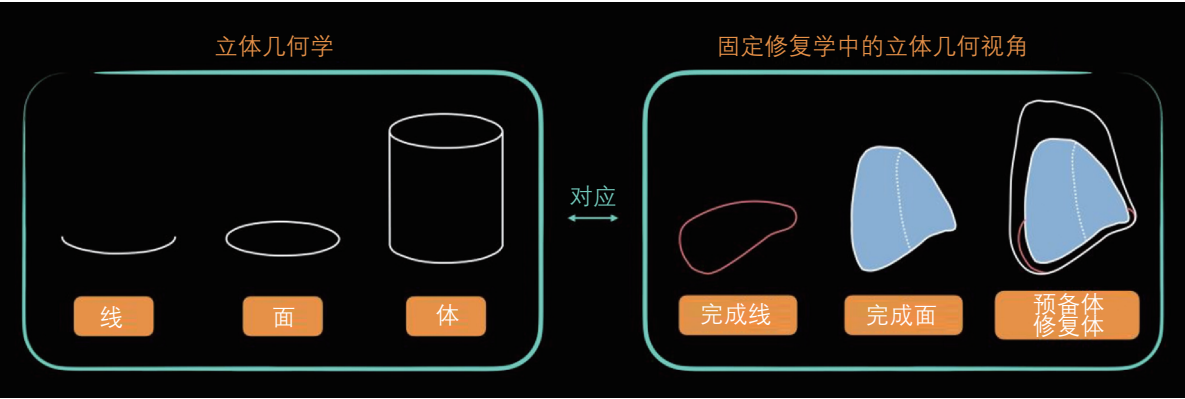 立体几何学
固定修复学中的立体几何视角
对应
线
面
体
完成线
完成面
预备体
修复体